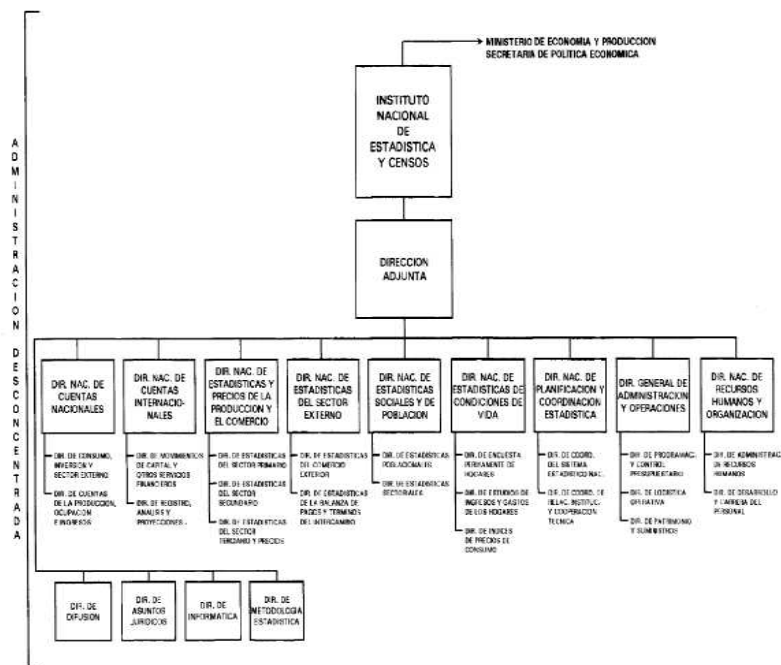 MINISTERIO DE ECONOMIA Y PRODUCCION
SECRETARIA DE POLITICA ECONOMICA
INSTITUTO
NACIONAL
DE
ESTADISTICA
Y CENSOS
ADMINISTRACION DESCONCENTRADA
DIRECCION
ADJUNTA
DIR. NAC. DE
CUENTAS
NACIONALES
DIR. NAC. DE
CUENTAS
INTERNACIO-
NALES
DIR. NAC. DE
ESTADISTICAS Y
PRECIOS DE LA
PRODUCCION Y
EL COMERCIO
DIR. NAC. DE
ESTADISTICAS
DEL SECTOR
EXTERNO
DIR. NAC. DE
ESTADISTICAS
SOCIALES Y DE
POBLACION
DIR. NAC. DE
ESTADISTICAS DE
CONDICIONES DE
VIDA
DIR. NAC. DE
PLANIFICACION Y
COORDINACION
ESTADISTICA
DIR. GENERAL DE
ADMINISTRACION
Y OPERACIONES
DIR. NAC. DE
RECURSOS
HUMANOS Y
ORGANIZACION
DIR. DE CONSUMO,
INVERSION Y
SECTOR EXTERNO
DIR. DE CUENTAS
DE LA PRODUCCION,
OCUPACION
E INGRESOS
DIR. DE MOVIMIENTOS
DE CAPITAL Y
OTROS SERVICIOS
FINANCIEROS
DIR. DE REGISTRO,
ANALISIS Y
PROYECCIONES.
DIR. DE ESTADISTICAS
DEL SECTOR PRIMARIO
DIR. DE ESTADISTICAS
DEL SECTOR
SECUNDARIO
DIR. DE ESTADISTICAS
DEL SECTOR
TERCIARIO Y PRECIOS
DIR. DE ESTADISTICAS
DEL COMERCIO
EXTERIOR
DIR. DE ESTADISTICAS
DE LA BALANZA DE
PAGOS Y TERMINOS
DEL INTERCAMBIO
DIR. DE ESTADISTICAS
POBLACIONALES
DIR. DE ESTADISTICAS
SECTORIALES
DIR. DE ENCUESTA
PERMANENTE DE
HOGARES
DIR. DE ESTUDIOS DE
INGRESOS Y GASTOS
DE LOS HOGARES
DIR. DE INDICES
DE PRECIOS DE
CONSUMO
DIR. DE COORD.
DEL SISTEMA
ESTADISTICO NAC.
DIR. DE COORD. DE
RELAC. INSTITUC.
Y COOPERACION
TECNICA
DIR. DE PROGRAMAC.
Y CONTROL
PRESUPUESTARIO
DIR. DE LOGISTICA
OPERATIVA
DIR. DE PATRIMONIO
Y SUMINISTROS
DIR. DE ADMINISTRAC
DE RECURSOS
HUMANOS
DIR. DE DESARROLLO
Y CARRERA DEL
PERSONAL
DIR. DE
DIFUSION
DIR. DE
ASUNTOS
JURIDICOS
DIR. DE
INFORMATICA
DIR. DE
METODOLOGIA
ESTADISTICA